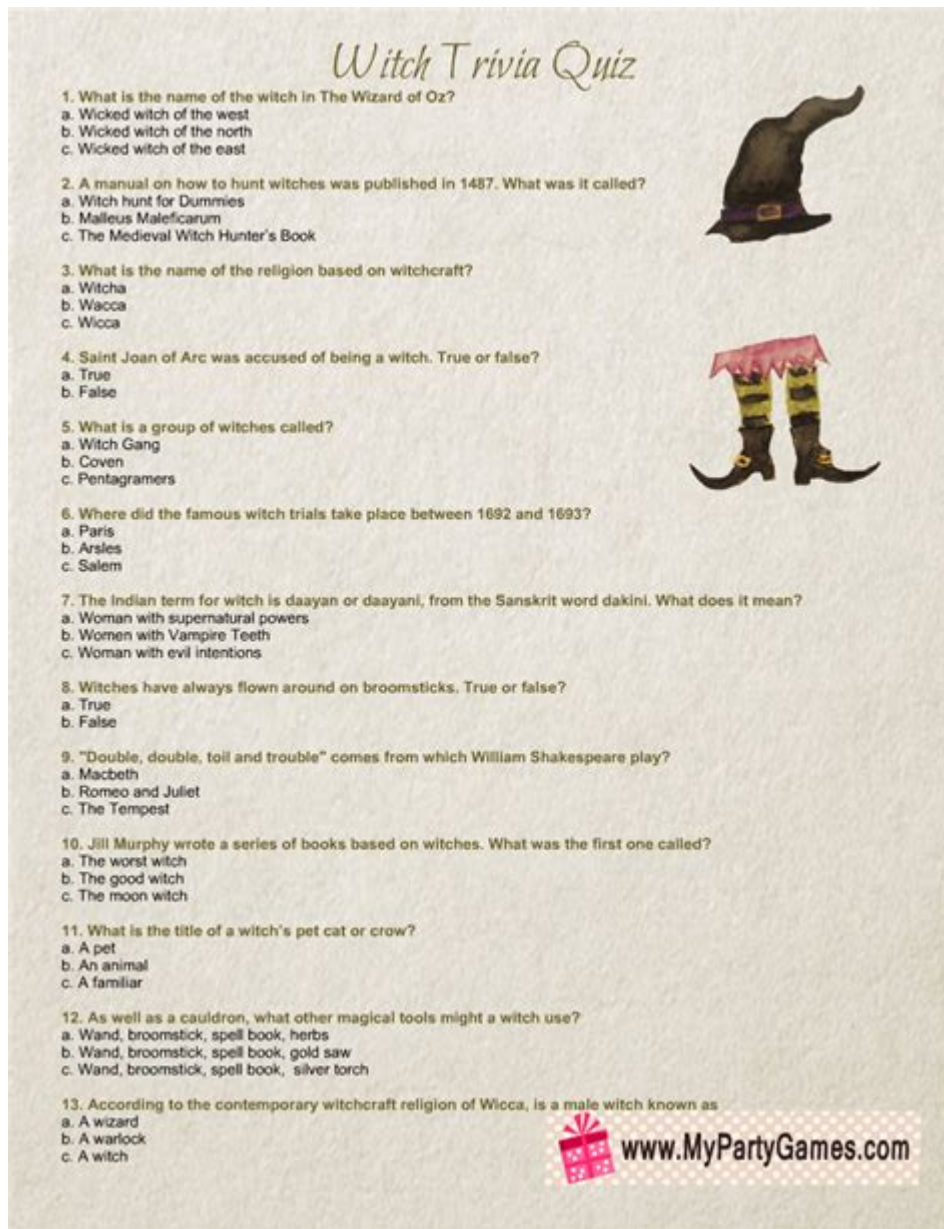 Witch Trivia Quiz
1. What is the name of the witch in The Wizard of Oz?
a. Wicked witch of the west
b. Wicked witch of the north
c. Wicked witch of the east
2. A manual on how to hunt witches was published in 1487. What was it called?
a. Witch hunt for Dummies
b. Malleus Maleficarum
c. The Medieval Witch Hunter's Book
3. What is the name of the religion based on witchcraft?
a. Witcha
b. Wacca
c. Wicca
4. Saint Joan of Arc was accused of being a witch. True or false?
a. True
b. False
5. What is a group of witches called?
a. Witch Gang
b. Coven
c. Pentagramers
6. Where did the famous witch trials take place between 1692 and 1693?
a. Paris
b. Arsles
c. Salem
7. The Indian term for witch is daayan or daayani, from the Sanskrit word dakini. What does it mean?
a. Woman with supernatural powers
b. Women with Vampire Teeth
c. Woman with evil intentions
8. Witches have always flown around on broomsticks. True or false?
a. True
b. False
9. "Double, double, toil and trouble" comes from which William Shakespeare play?
a. Macbeth
b. Romeo and Juliet
c. The Tempest
10. Jill Murphy wrote a series of books based on witches. What was the first one called?
a. The worst witch
b. The good witch
c. The moon witch
11. What is the title of a witch's pet cat or crow?
a. A pet
b. An animal
c. A familiar
12. As well as a cauldron, what other magical tools might a witch use?
a. Wand, broomstick, spell book, herbs
b. Wand, broomstick, spell book, gold saw
c. Wand, broomstick, spell book, silver torch
13. According to the contemporary witchcraft religion of Wicca, is a male witch known as
a. A wizard
b. A warlock
c. A witch
www.MyPartyGames.com